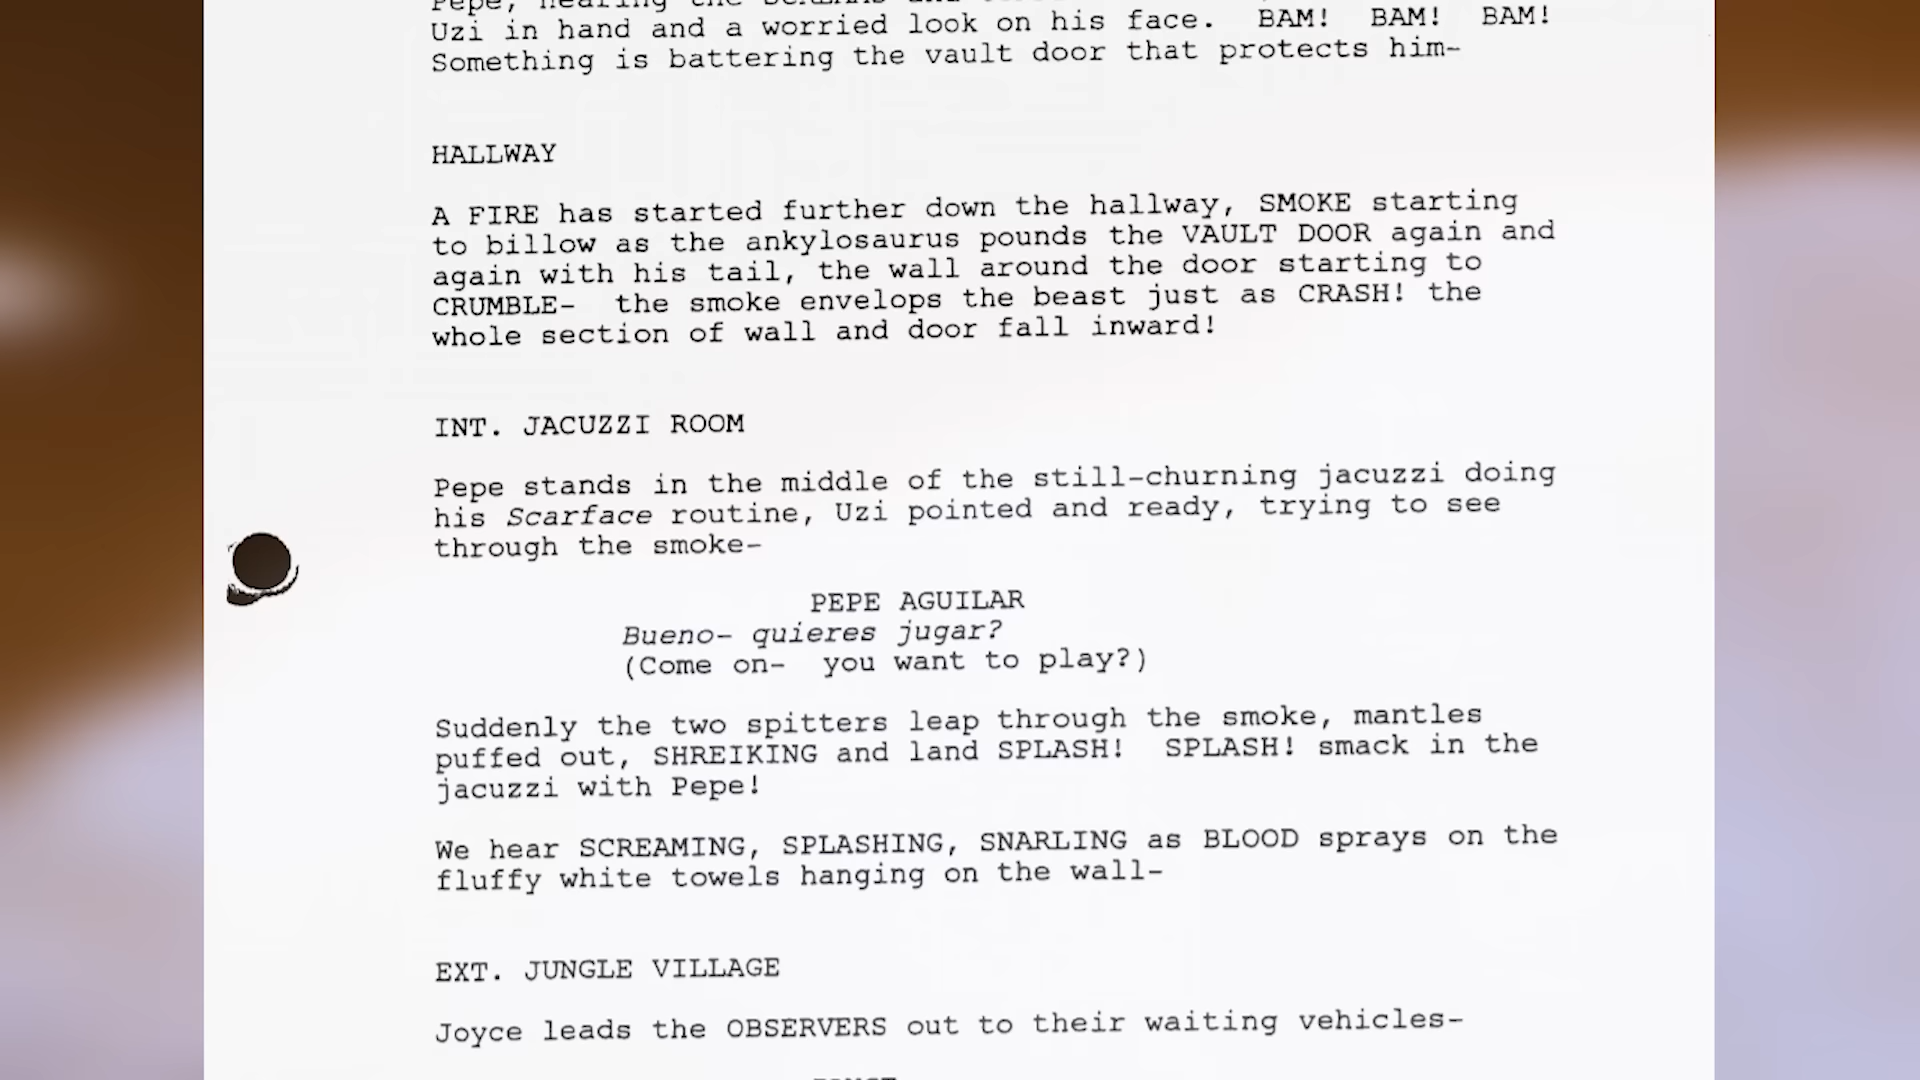 Pepe, hearing the SCREAMS and
Uzi in hand and a worried look on his face.  BAM!  BAM!  BAM!
Something is battering the vault door that protects him-
HALLWAY
A FIRE has started further down the hallway, SMOKE starting
to billow as the ankylosaurus pounds the VAULT DOOR again and
again with his tail, the wall around the door starting to
CRUMBLE-  the smoke envelops the beast just as CRASH! the
whole section of wall and door fall inward!
INT. JACUZZI ROOM
Pepe stands in the middle of the still-churning jacuzzi doing
his Scarface routine, Uzi pointed and ready, trying to see
through the smoke-
PEPE AGUILAR
Bueno- quieres jugar?
(Come on-  you want to play?)
Suddenly the two spitters leap through the smoke, mantles
puffed out, SHREIKING and land SPLASH!  SPLASH! smack in the
jacuzzi with Pepe!
We hear SCREAMING, SPLASHING, SNARLING as BLOOD sprays on the
fluffy white towels hanging on the wall-
EXT. JUNGLE VILLAGE
Joyce leads the OBSERVERS out to their waiting vehicles-